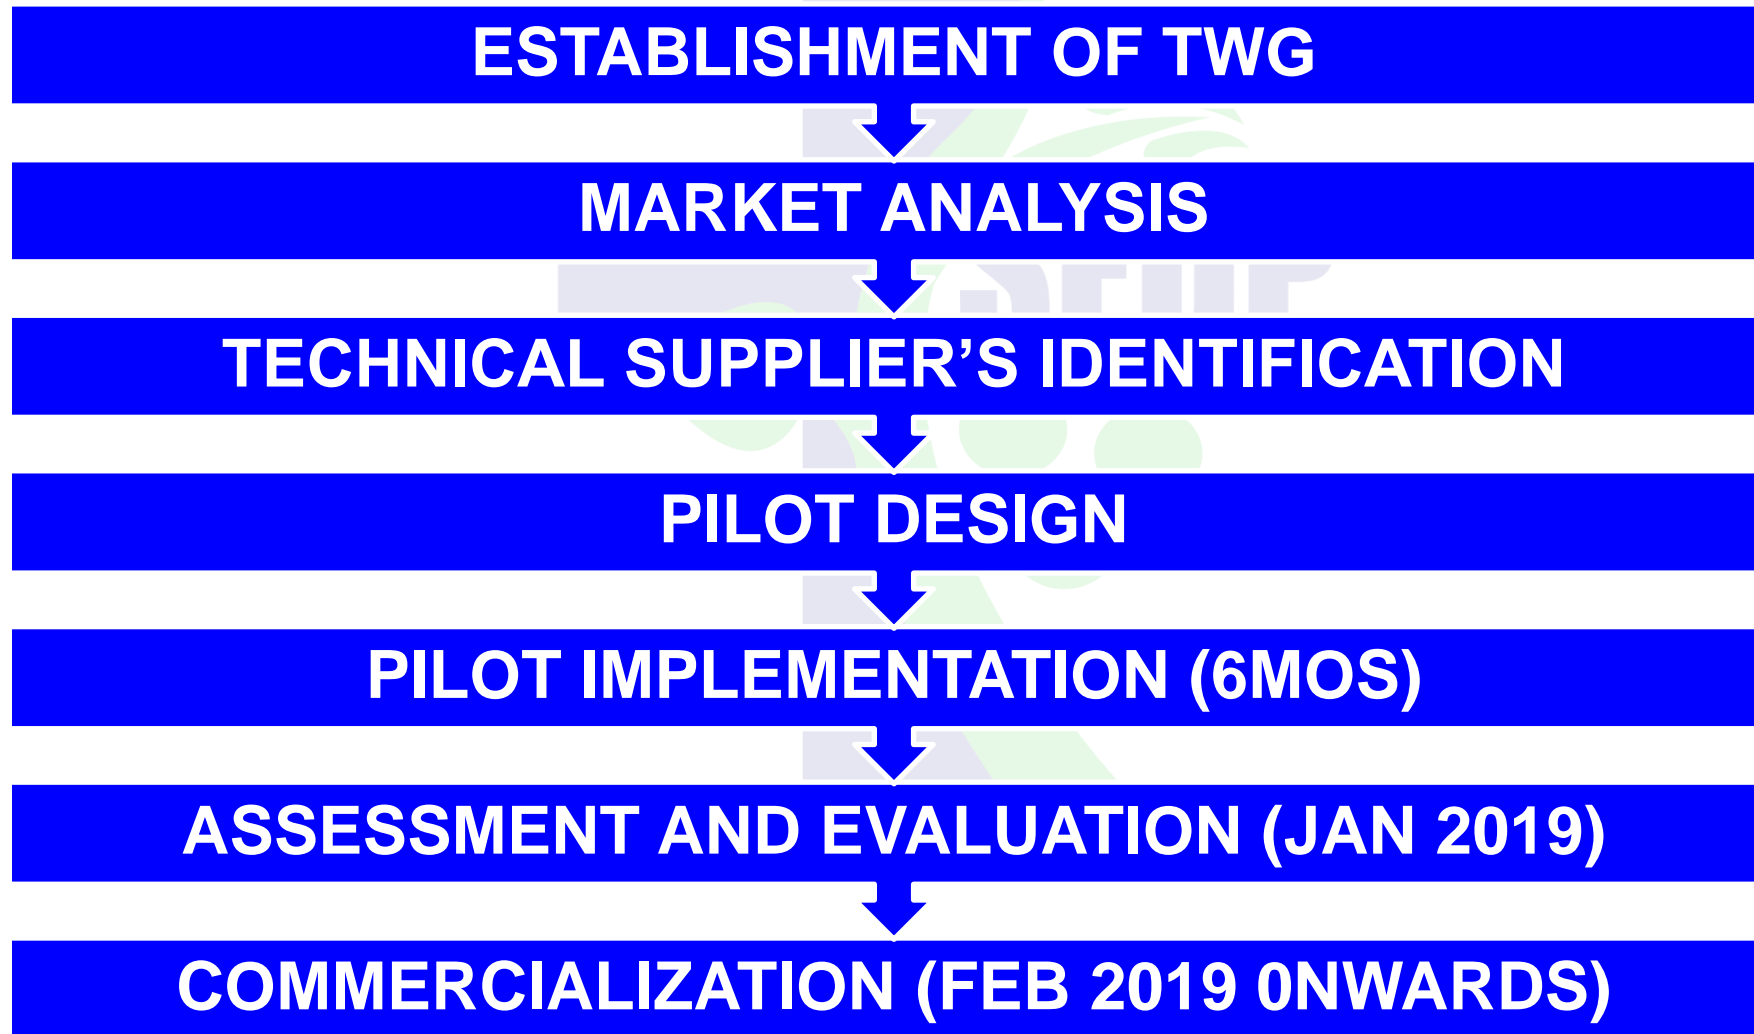 ESTABLISHMENT OF TWG
MARKET ANALYSIS
TECHNICAL SUPPLIER’S IDENTIFICATION
PILOT DESIGN
PILOT IMPLEMENTATION (6MOS)
ASSESSMENT AND EVALUATION (JAN 2019)
COMMERCIALIZATION (FEB 2019 0NWARDS)